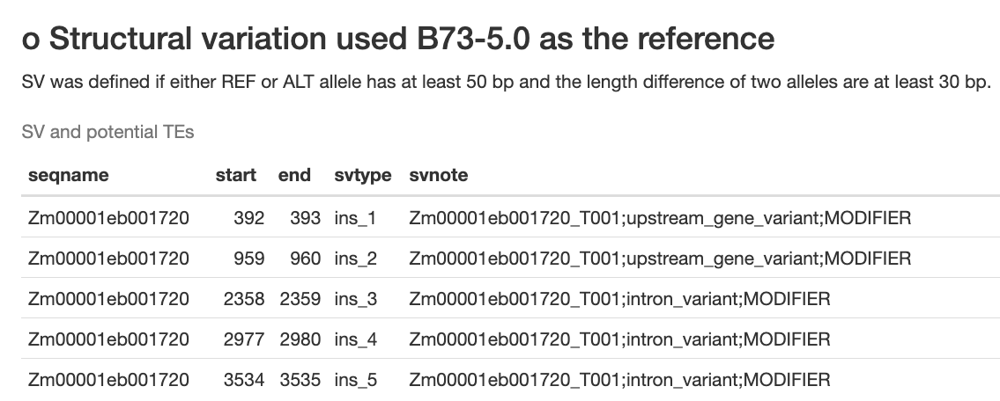 o Structural variation used B73-5.0 as the reference
SV was defined if either REF or ALT allele has at least 50 bp and the length difference of two alleles are at least 30 bp.
SV and potential TEs
seqname start end svtype svnote
Zm00001eb001720 392 393 ins_1 Zm00001eb001720_T001;upstream_gene_variant;MODIFIER
Zm00001eb001720 959 960 ins_2 Zm00001eb001720_T001;upstream_gene_variant;MODIFIER
Zm00001eb001720 2358 2359 ins_3 Zm00001eb001720_T001;intron_variant;MODIFIER
Zm00001eb001720 2977 2980 ins_4 Zm00001eb001720_T001;intron_variant;MODIFIER
Zm00001eb001720 3534 3535 ins_5 Zm00001eb001720_T001;intron_variant;MODIFIER